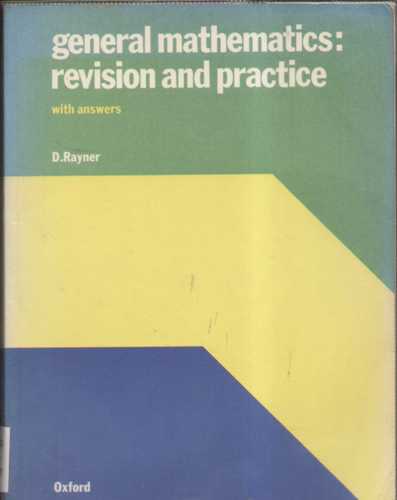 general mathematics:
revision and practice
with answers
D.Rayner
Oxford